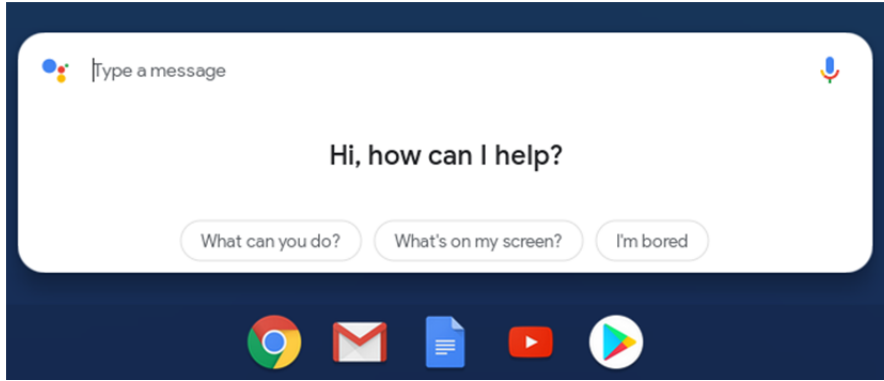 Type a message
Hi, how can I help?
What can you do? What's on my screen? I'm bored